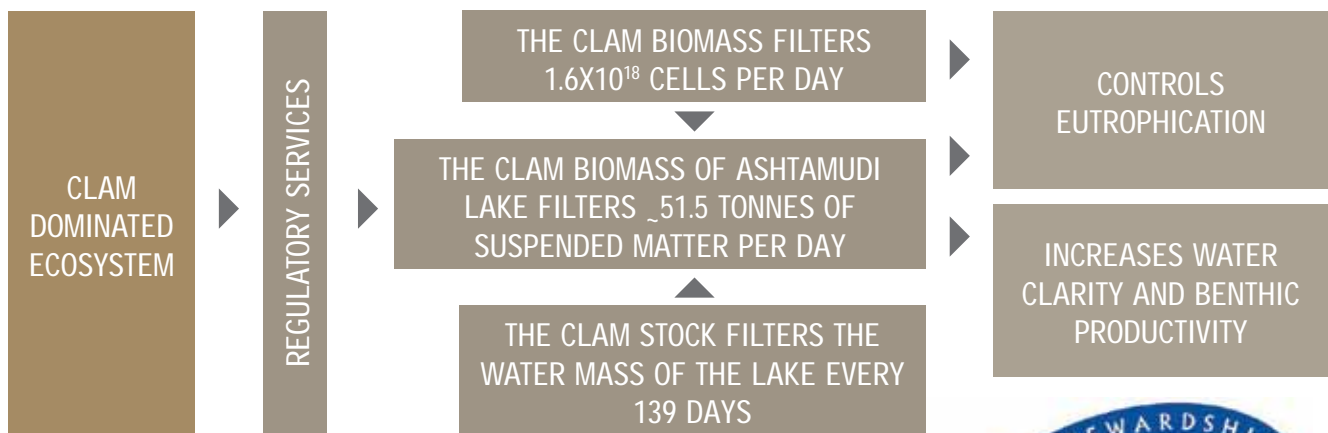 CLAM
DOMINATED
ECOSYSTEM
REGULATORY SERVICES
THE CLAM BIOMASS FILTERS
1.6X10¹⁸ CELLS PER DAY
THE CLAM BIOMASS OF ASHTAMUDI
LAKE FILTERS ~51.5 TONNES OF
SUSPENDED MATTER PER DAY
THE CLAM STOCK FILTERS THE
WATER MASS OF THE LAKE EVERY
139 DAYS
CONTROLS
EUTROPHICATION
INCREASES WATER
CLARITY AND BENTHIC
PRODUCTIVITY